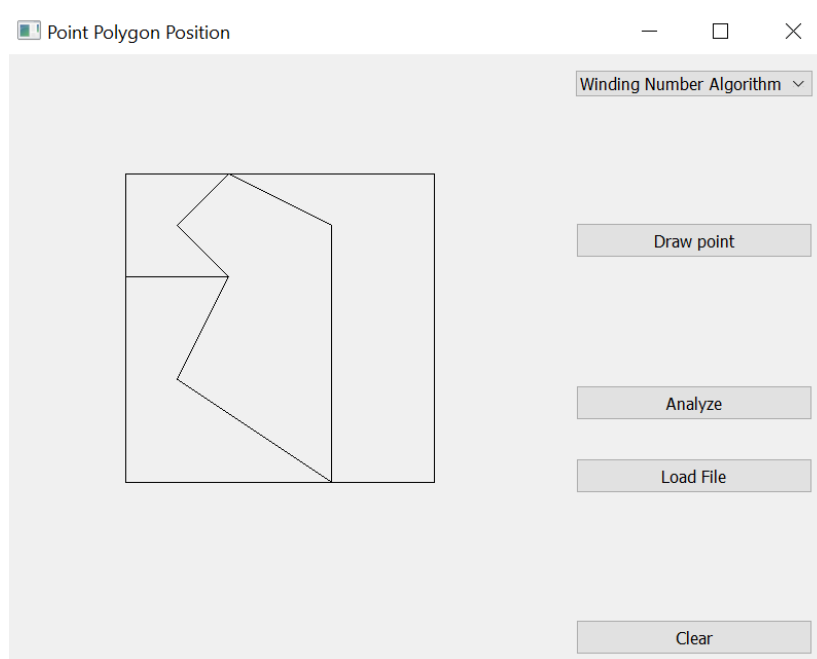 Point Polygon Position
Winding Number Algorithm
Draw point
Analyze
Load File
Clear